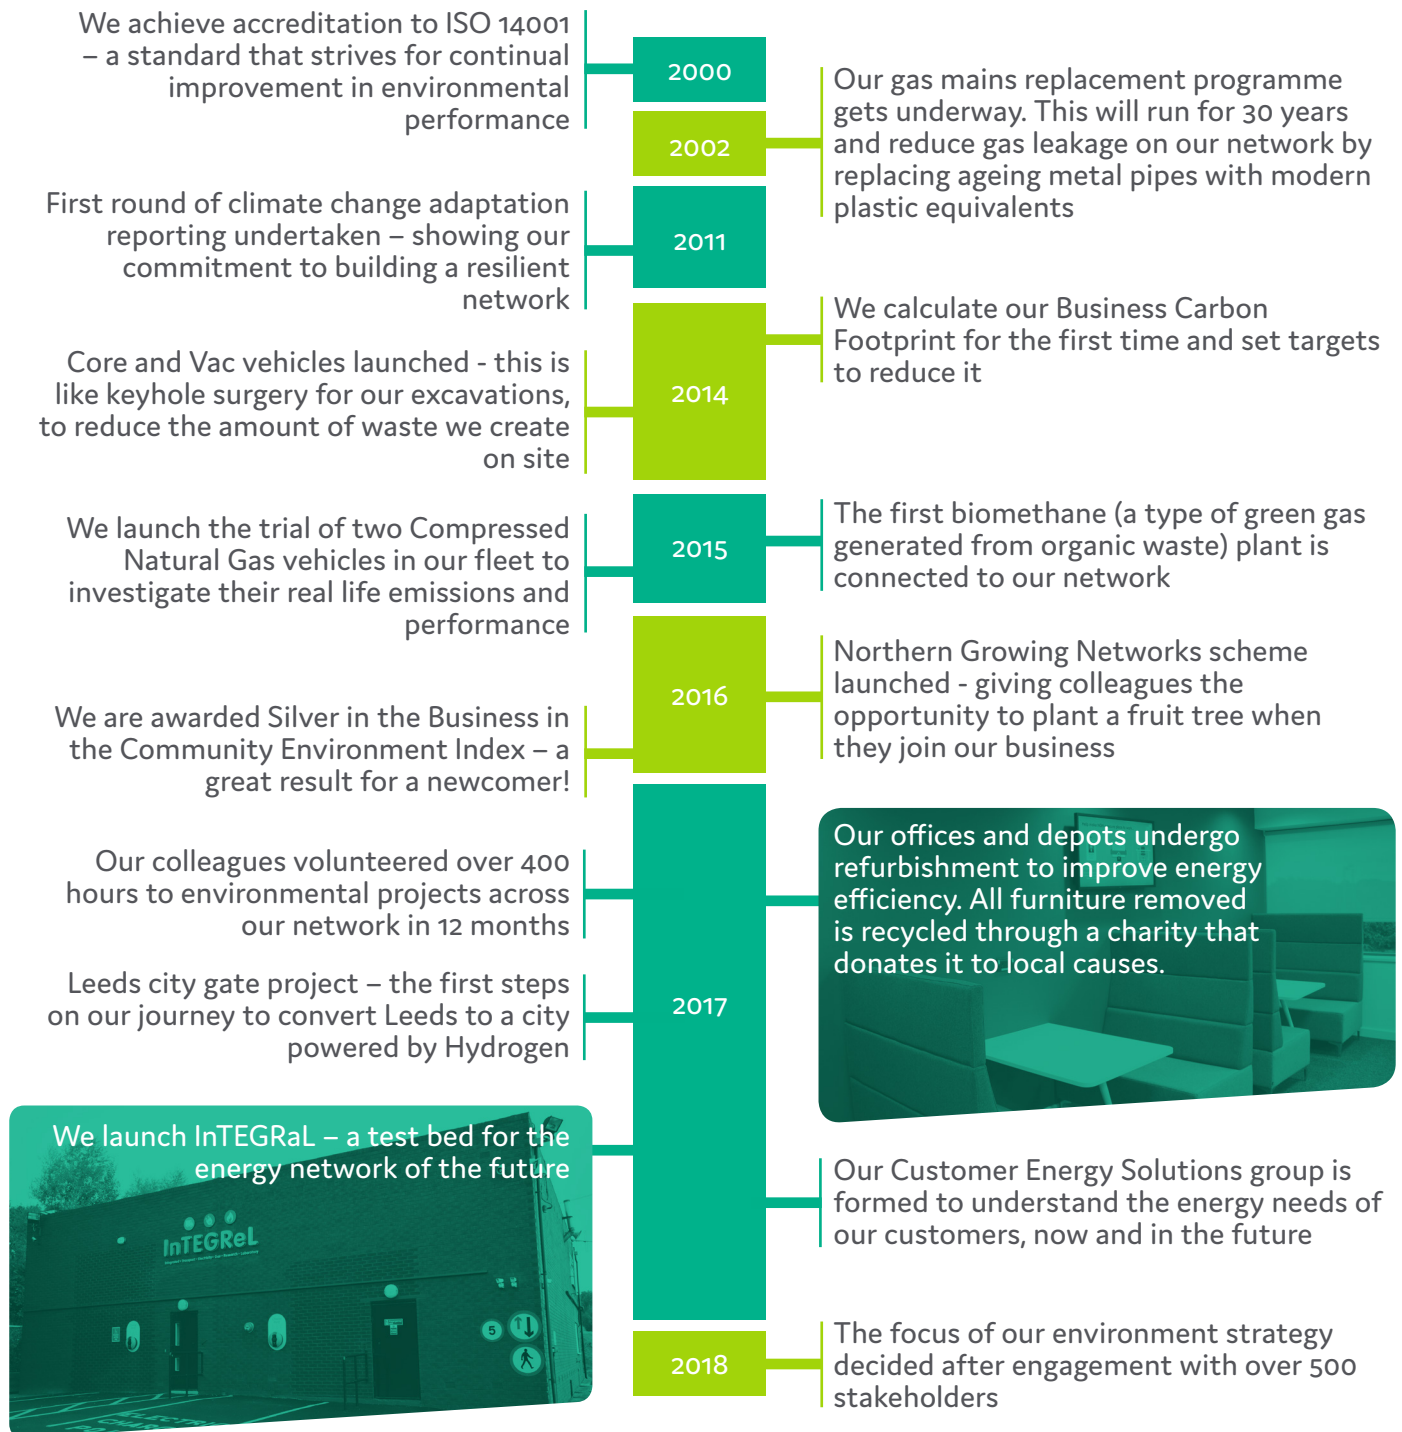 We achieve accreditation to ISO 14001
– a standard that strives for continual
improvement in environmental
performance
2000
2002
Our gas mains replacement programme
gets underway. This will run for 30 years
and reduce gas leakage on our network by
replacing ageing metal pipes with modern
plastic equivalents
First round of climate change adaptation
reporting undertaken – showing our
commitment to building a resilient
network
2011
We calculate our Business Carbon
Footprint for the first time and set targets
to reduce it
Core and Vac vehicles launched - this is
like keyhole surgery for our excavations,
to reduce the amount of waste we create
on site
2014
We launch the trial of two Compressed
Natural Gas vehicles in our fleet to
investigate their real life emissions and
performance
2015
The first biomethane (a type of green gas
generated from organic waste) plant is
connected to our network
2016
Northern Growing Networks scheme
launched - giving colleagues the
opportunity to plant a fruit tree when
they join our business
We are awarded Silver in the Business in
the Community Environment Index – a
great result for a newcomer!
Our offices and depots undergo
refurbishment to improve energy
efficiency. All furniture removed
is recycled through a charity that
donates it to local causes.
Our colleagues volunteered over 400
hours to environmental projects across
our network in 12 months
Leeds city gate project – the first steps
on our journey to convert Leeds to a city
powered by Hydrogen
2017
We launch InTEGRaL – a test bed for the
energy network of the future
InTEGReL
5
Our Customer Energy Solutions group is
formed to understand the energy needs of
our customers, now and in the future
2018
The focus of our environment strategy
decided after engagement with over 500
stakeholders